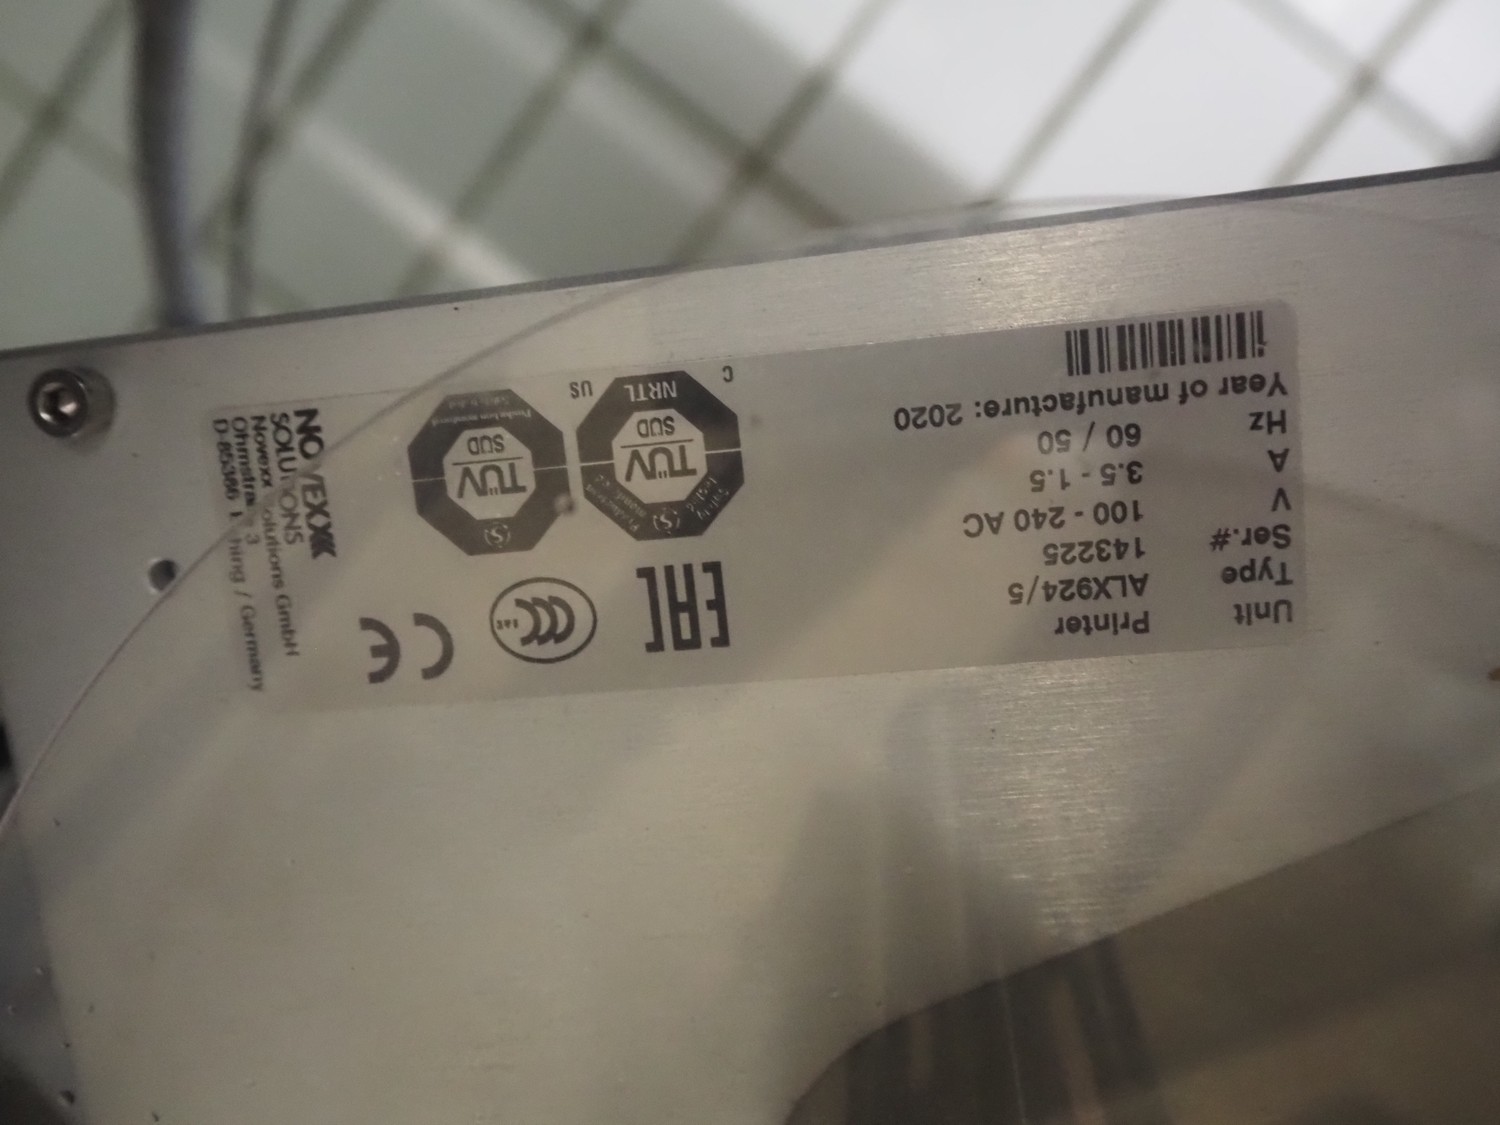 Unit Printer
Type ALX924/5
Ser.# 143225
V 100 - 240 AC
A 3.5 - 1.5
Hz 60 / 50
Year of manufacture: 2020
EAC
CCC
CE
TÜV
SÜD
NRTL
C US
TÜV
SÜD
NOVEXX
SOLUTIONS
Novexx Solutions GmbH
Ohmstraße 3
/ Germany